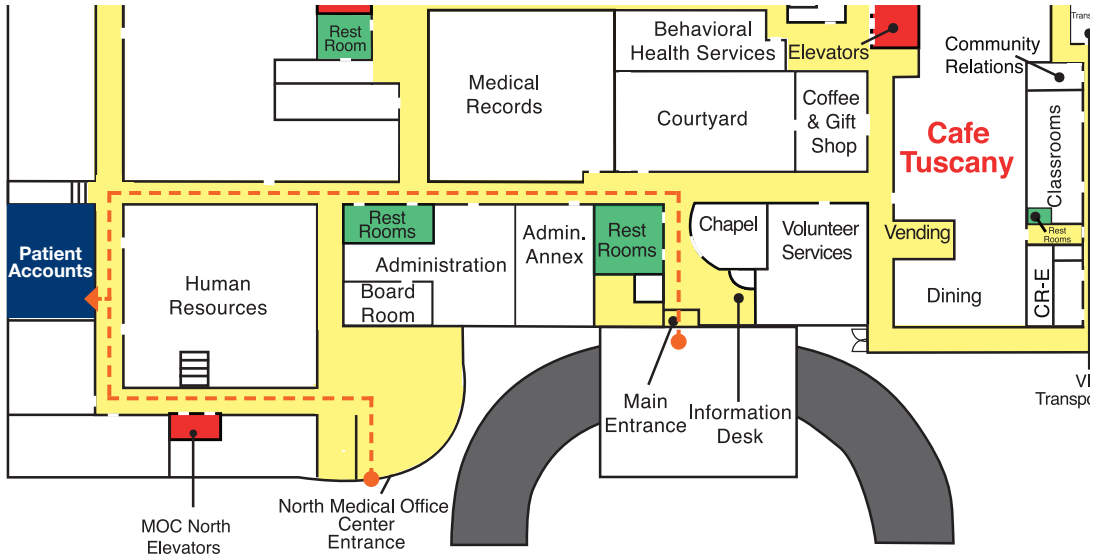 Rest
Room
Behavioral
Health Services
Elevators
Community
Relations
Medical
Records
Courtyard
Coffee
& Gift
Shop
Cafe
Tuscany
Classrooms
Rest
Rooms
Rest
Rooms
Admin.
Annex
Rest
Rooms
Chapel
Volunteer
Services
Vending
Rest
Rooms
Patient
Accounts
Human
Resources
Administration
Board
Room
Dining
CR-E
Main
Entrance
Information
Desk
MOC North
Elevators
North Medical Office
Center
Entrance